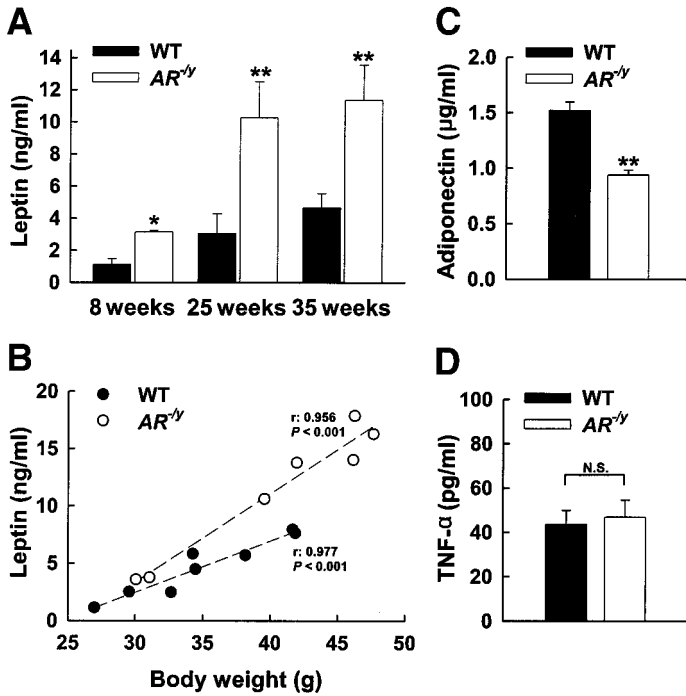 A
WT
AR-/y
Leptin (ng/ml)
14
12
10
8
6
4
2
0
*
**
**
8 weeks 25 weeks 35 weeks
C
WT
AR-/y
Adiponectin (μg/ml)
2.0
1.5
1.0
0.5
0.0
**
B
WT
AR-/y
Leptin (ng/ml)
20
15
10
5
0
r: 0.956
P < 0.001
r: 0.977
P < 0.001
25 30 35 40 45 50
Body weight (g)
D
WT
AR-/y
TNF-α (pg/ml)
100
80
60
40
20
0
N.S.